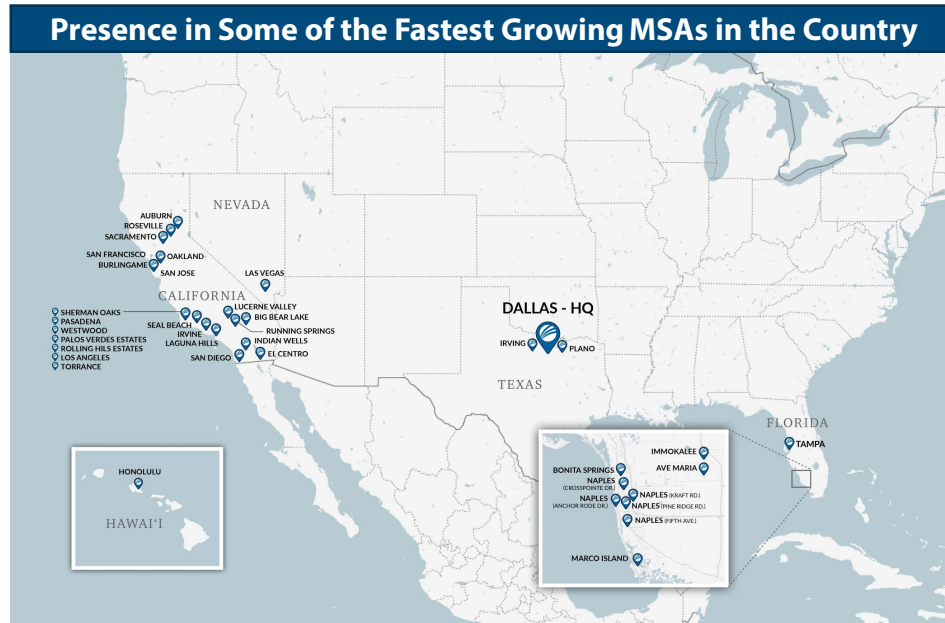 Presence in Some of the Fastest Growing MSAs in the Country
NEVADA
AUBURN
ROSEVILLE
SACRAMENTO
SAN FRANCISCO
OAKLAND
BURLINGAME
SAN JOSE
LAS VEGAS
CALIFORNIA
SHERMAN OAKS
PASADENA
WESTWOOD
PALOS VERDES ESTATES
ROLLING HILS ESTATES
LOS ANGELES
TORRANCE
LUCERNE VALLEY
BIG BEAR LAKE
SEAL BEACH
RUNNING SPRINGS
IRVINE
LAGUNA HILLS
INDIAN WELLS
SAN DIEGO
EL CENTRO
DALLAS - HQ
IRVING
PLANO
TEXAS
FLORIDA
TAMPA
HONOLULU
HAWAI'I
IMMOKALEE
AVE MARIA
BONITA SPRINGS
NAPLES
(CROSSPOINTE DR.)
NAPLES (KRAFT RD.)
NAPLES
(ANCHOR RODE DR.)
NAPLES (PINE RIDGE RD.)
NAPLES (FIFTH AVE.)
MARCO ISLAND